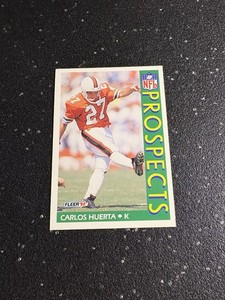 NFL
PROSPECTS
27
FLEER '92
CARLOS HUERTA • K